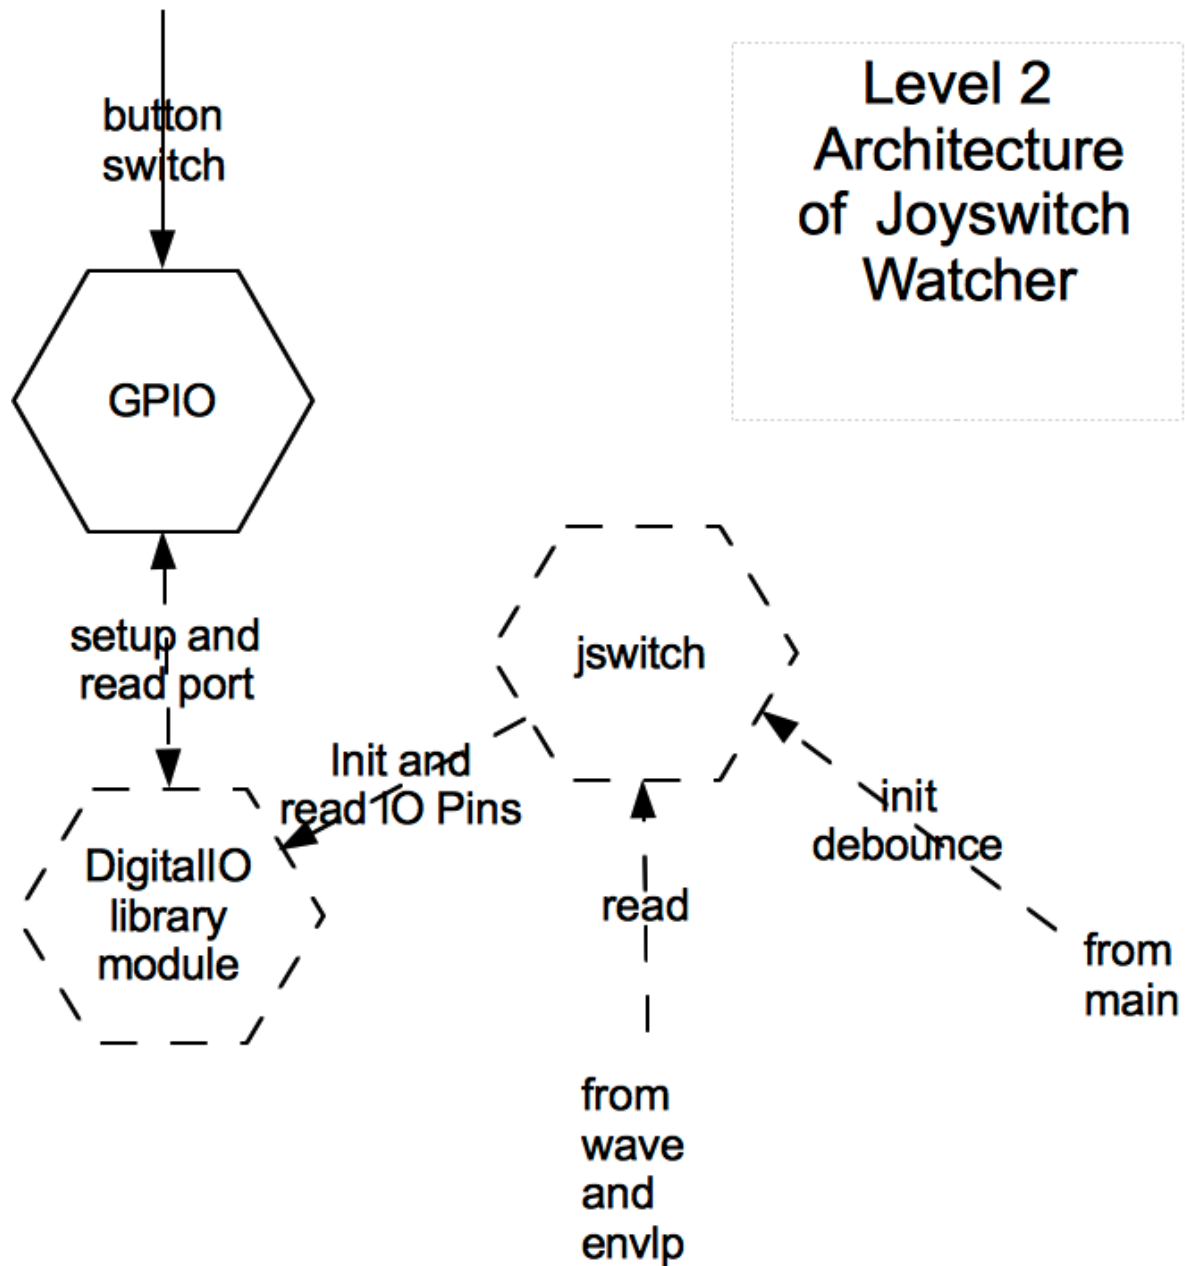 button
switch
Level 2
Architecture
of Joyswitch
Watcher
GPIO
setup and
read port
jswitch
Init and
read IO Pins
init
debounce
DigitalIO
library
module
read
from
main
from
wave
and
envlp